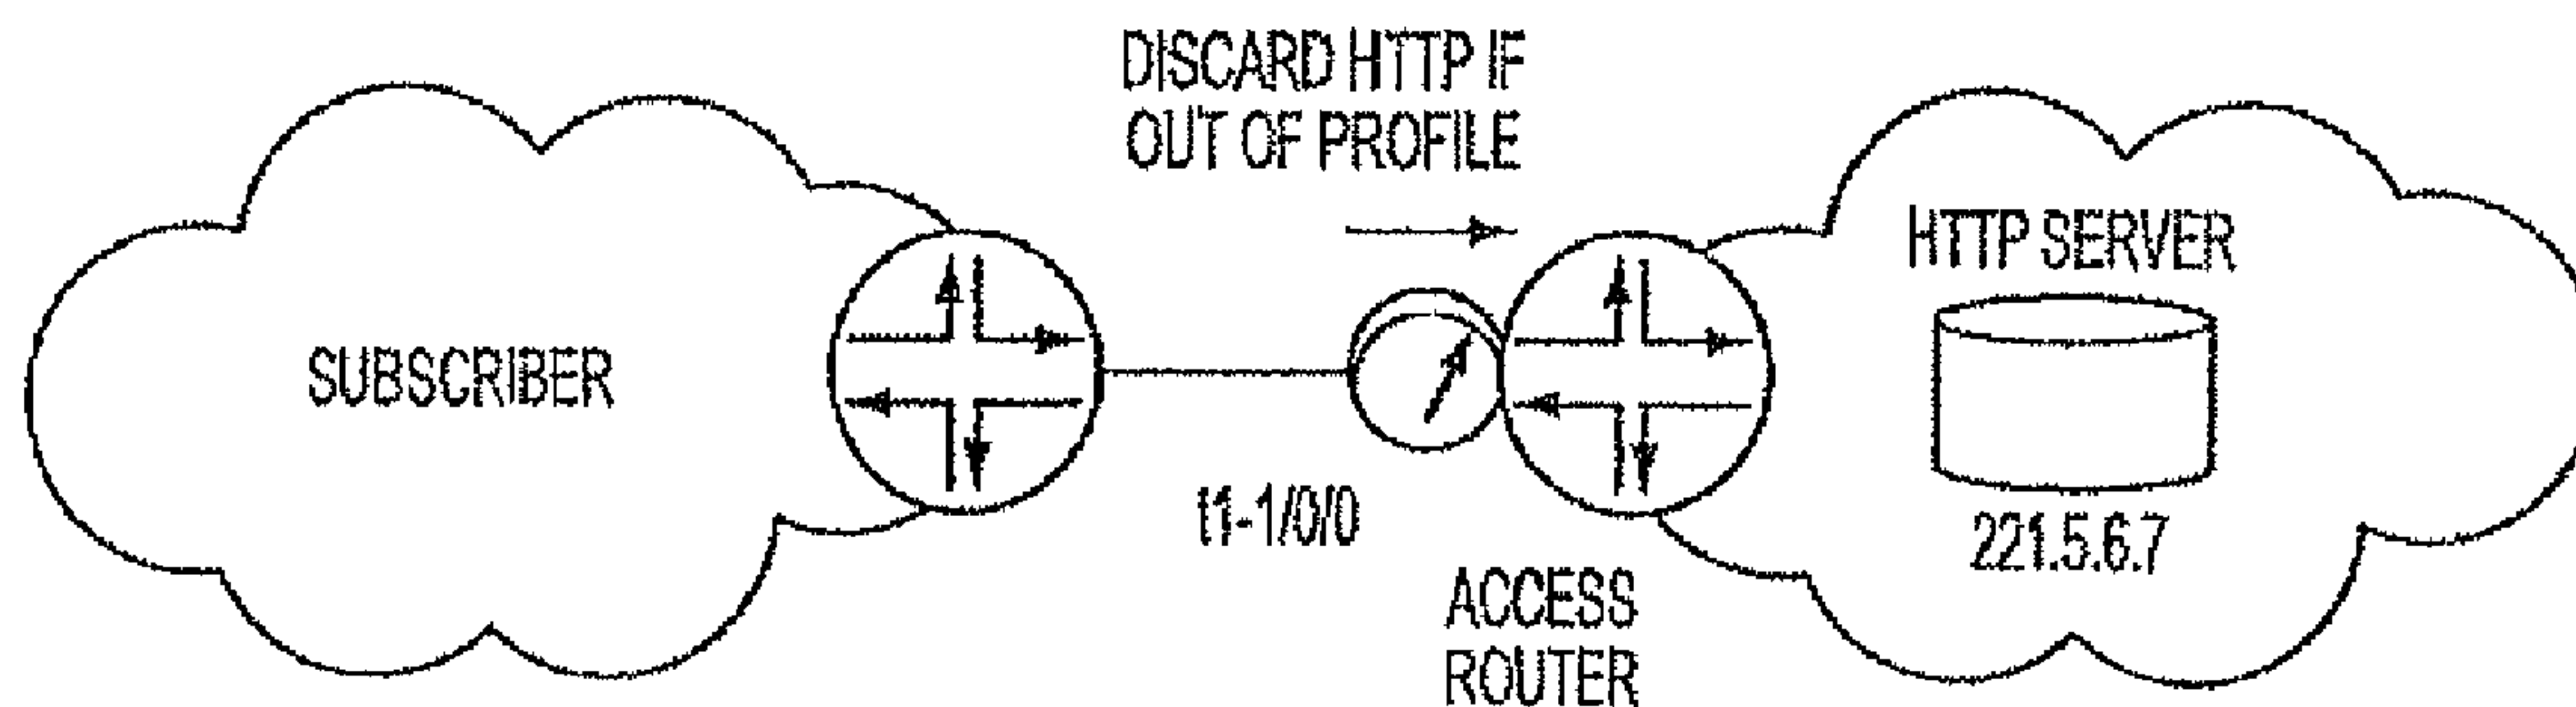 DISCARD HTTP IF
OUT OF PROFILE
SUBSCRIBER
t1-1/0/0
ACCESS
ROUTER
HTTP SERVER
221.5.6.7